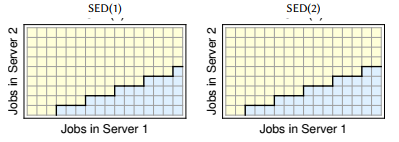 SED(1)
SED(2)
Jobs in Server 2
Jobs in Server 1
Jobs in Server 2
Jobs in Server 1